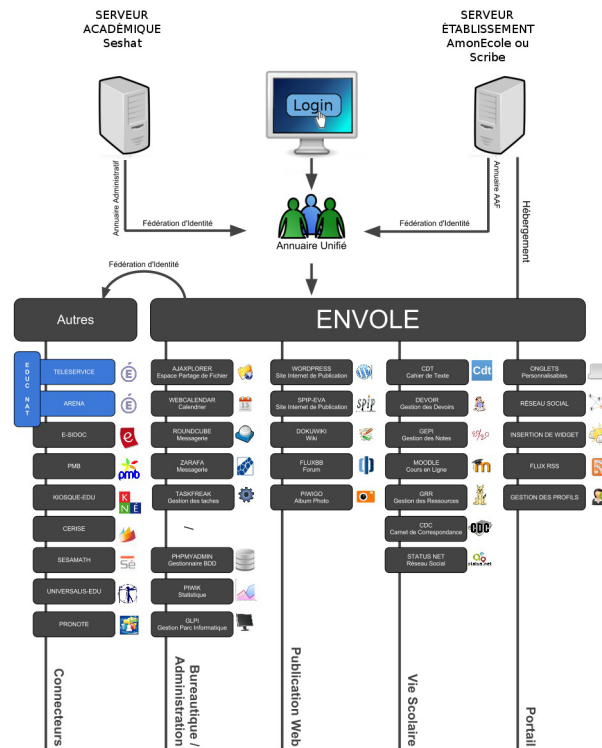 SERVEUR
ACADÉMIQUE
Seshat
SERVEUR
ÉTABLISSEMENT
AmonEcole ou
Scribe
Login
Annuaire Administratif
Fédération d'Identité
Annuaire Unifié
Fédération d'Identité
Annuaire AAF
Hébergement
Fédération d'Identité
Autres
ENVOLE
EDUC NAT
TELESERVICE
ARENA
E-SIDOC
PMB
pmb
KIOSQUE-EDU
K
N É
CERISE
SESAMATH
Sé
UNIVERSALIS-EDU
PRONOTE
Connecteurs
AJAXPLORER
Espace Partage de Fichier
WEBCALENDAR
Calendrier
ROUNDCUBE
Messagerie
ZARAFA
Messagerie
TASKFREAK
Gestion des taches
PHPMYADMIN
Gestionnaire BDD
PIWIK
Statistique
GLPI
Gestion Parc Informatique
Bureautique /
Administration
WORDPRESS
Site Internet de Publication
SPIP-EVA
Site Internet de Publication
spip
DOKUWIKI
Wiki
FLUXBB
Forum
PIWIGO
Album Photo
Publication Web
CDT
Cahier de Texte
Cdt
DEVOIR
Gestion des Devoirs
GEPI
Gestion des Notes
MOODLE
Cours en Ligne
GRR
Gestion des Ressources
CDC
Carnet de Correspondance
CDC
STATUS NET
Réseau Social
status.net
Vie Scolaire
ONGLETS
Personnalisables
RÉSEAU SOCIAL
INSERTION DE WIDGET
FLUX RSS
GESTION DES PROFILS
Portail